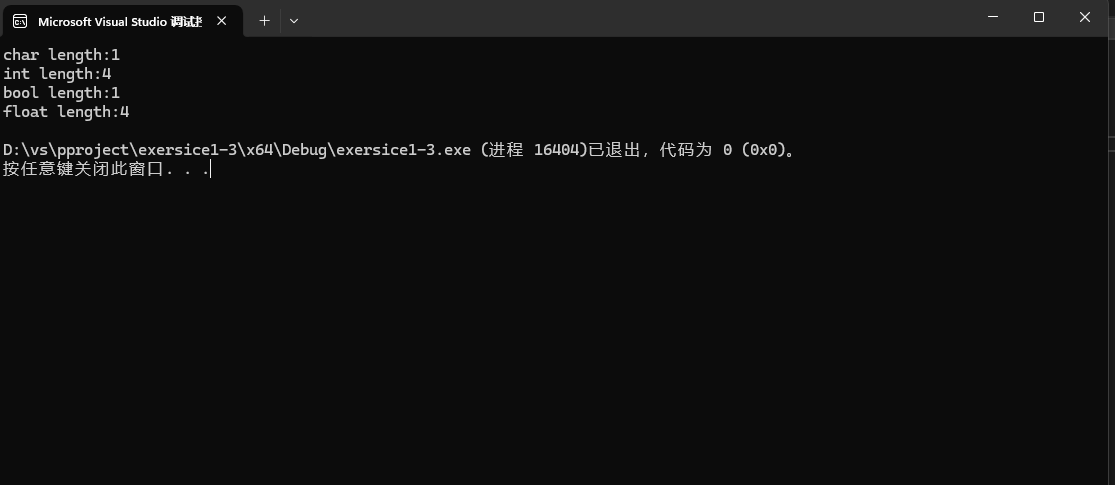 Microsoft Visual Studio 调试
char length:1
int length:4
bool length:1
float length:4
D:\vs\pproject\exersice1-3\x64\Debug\exersice1-3.exe (进程 16404)已退出，代码为 0 (0x0)。
按任意键关闭此窗口. . .